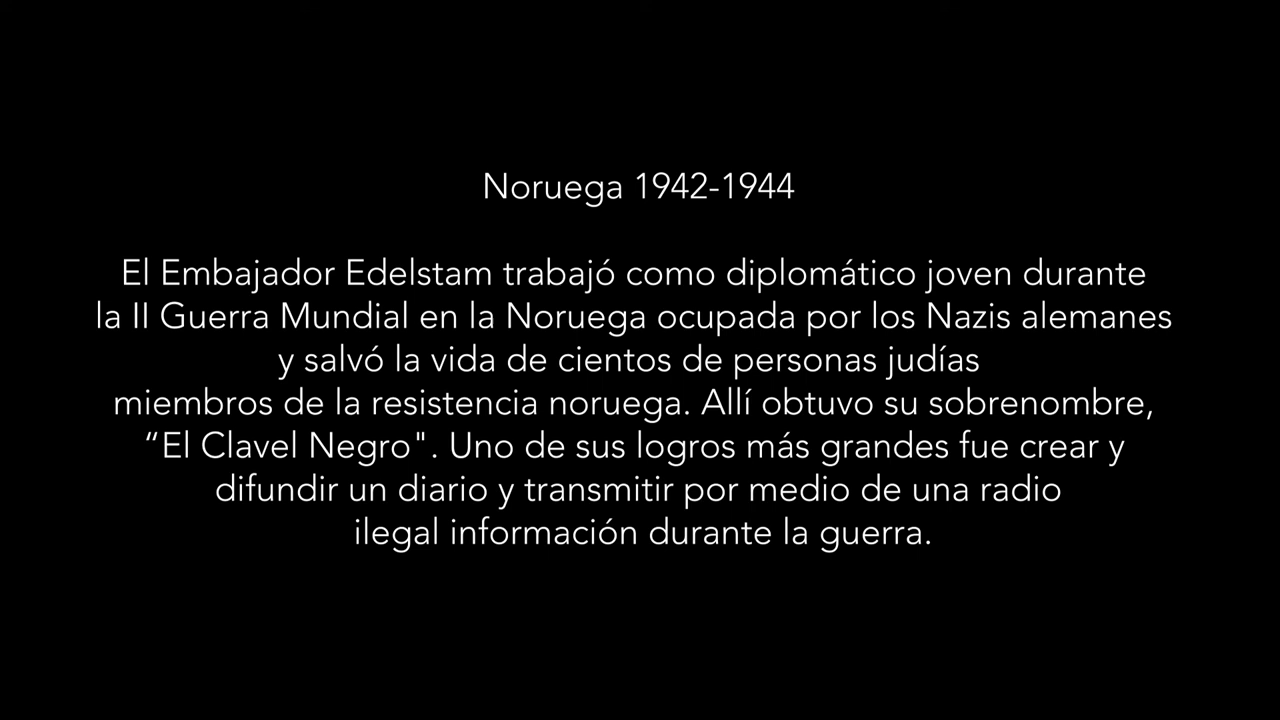 Noruega 1942-1944
El Embajador Edelstam trabajó como diplomático joven durante
la II Guerra Mundial en la Noruega ocupada por los Nazis alemanes
y salvó la vida de cientos de personas judías
miembros de la resistencia noruega. Allí obtuvo su sobrenombre,
“El Clavel Negro". Uno de sus logros más grandes fue crear y
difundir un diario y transmitir por medio de una radio
ilegal información durante la guerra.